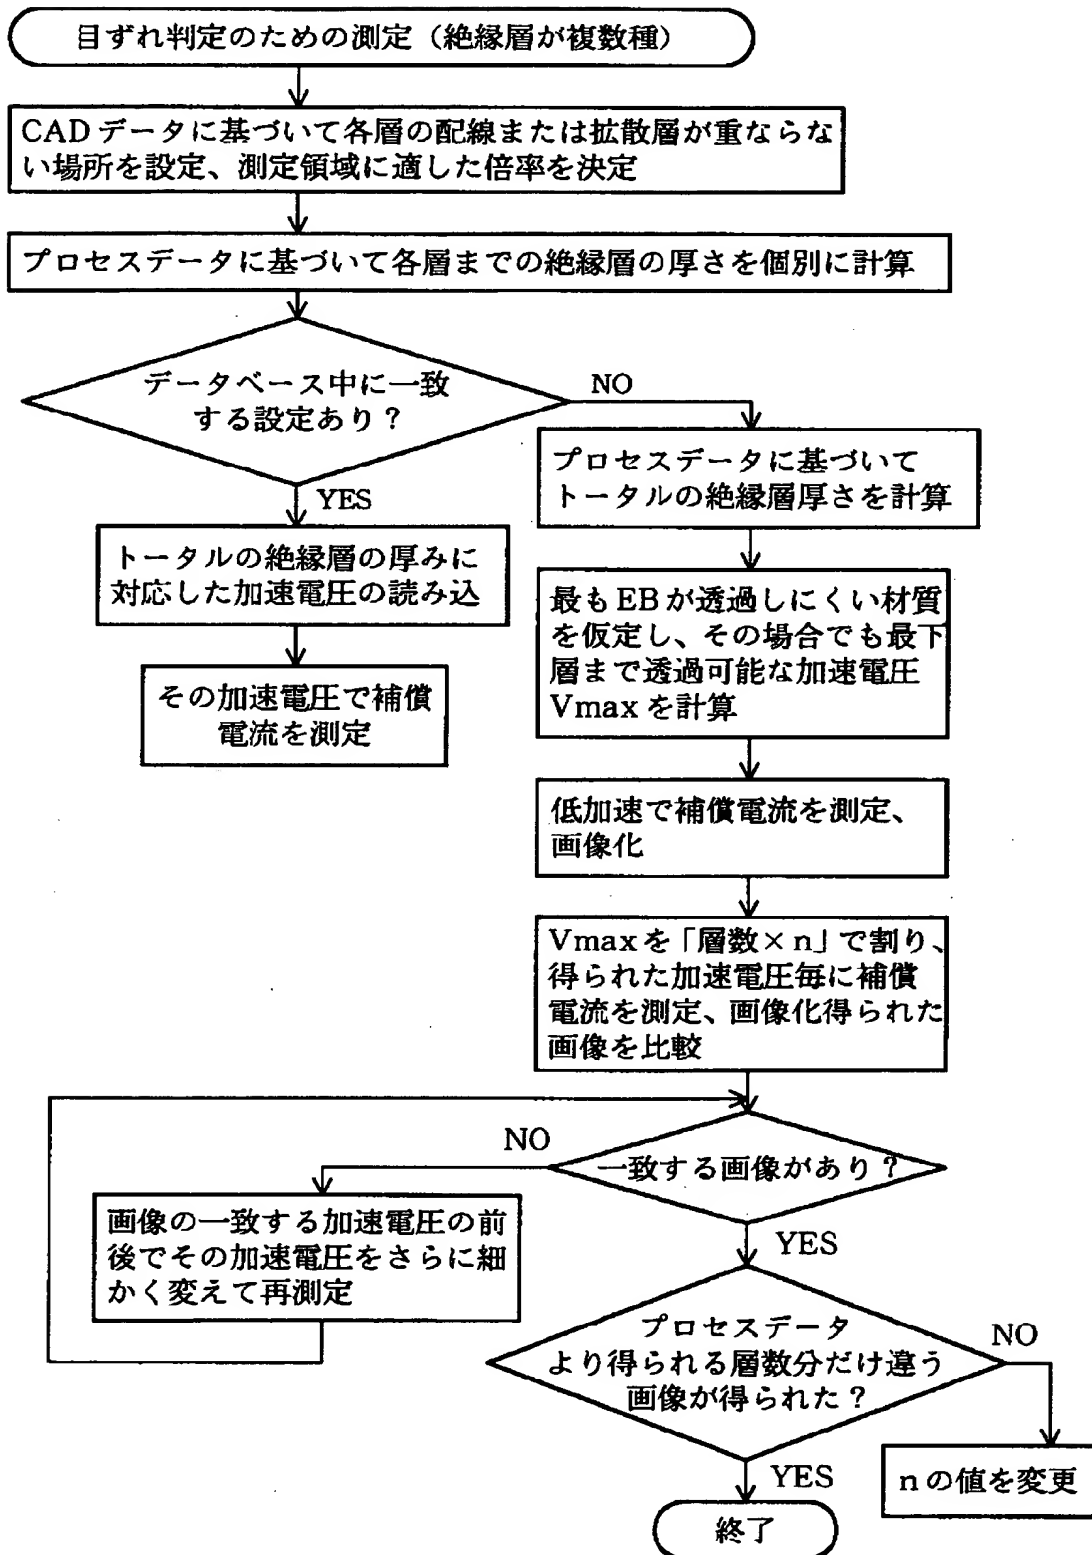 目ずれ判定のための測定（絶縁層が複数種）
CADデータに基づいて各層の配線または拡散層が重ならな
い場所を設定、測定領域に適した倍率を決定
プロセスデータに基づいて各層までの絶縁層の厚さを個別に計算
データベース中に一致
する設定あり？
NO
YES
プロセスデータに基づいて
トータルの絶縁層厚さを計算
トータルの絶縁層の厚みに
対応した加速電圧の読み込
最もEBが透過しにくい材質
を仮定し、その場合でも最下
層まで透過可能な加速電圧
Vmaxを計算
その加速電圧で補償
電流を測定
低加速で補償電流を測定、
画像化
Vmaxを「層数×n」で割り、
得られた加速電圧毎に補償
電流を測定、画像化得られた
画像を比較
NO
一致する画像があり？
YES
画像の一致する加速電圧の前
後でその加速電圧をさらに細
かく変えて再測定
プロセスデータ
より得られる層数分だけ違う
画像が得られた？
NO
YES
nの値を変更
終了